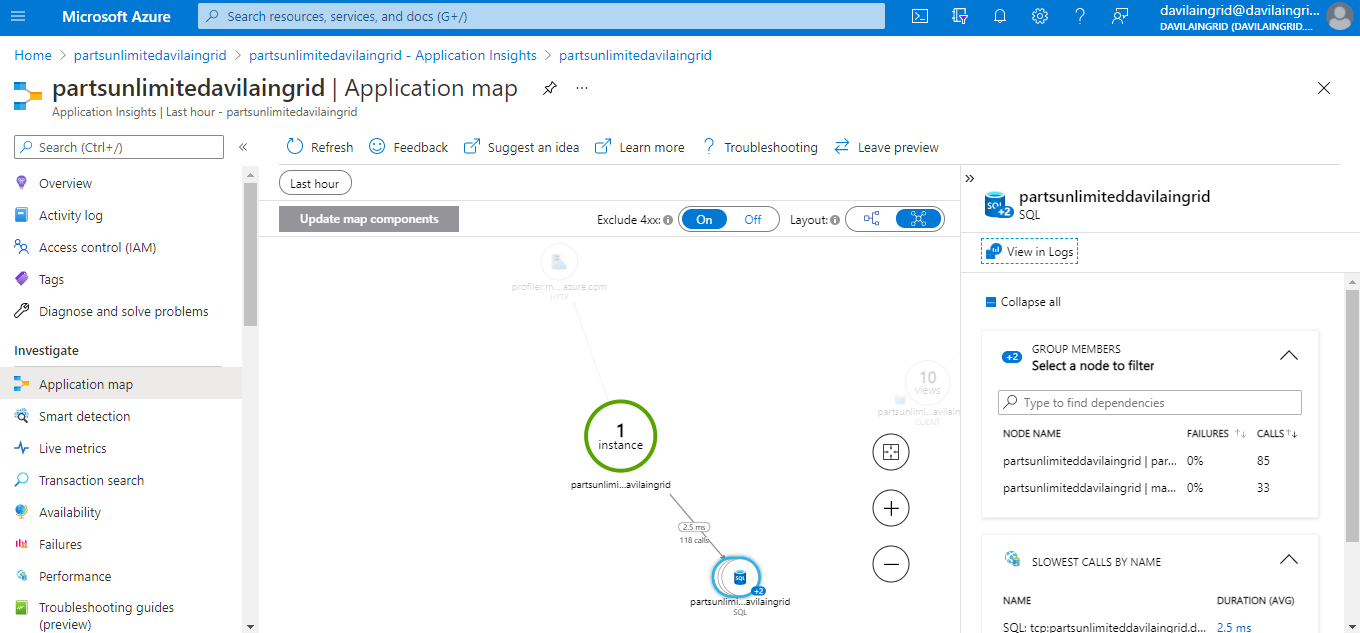 Microsoft Azure
Search resources, services, and docs (G+/)
davilaingrid@davilaingri...
DAVILAINGRID (DAVILAINGRID....
Home > partsunlimitedavilaingrid > partsunlimitedavilaingrid - Application Insights > partsunlimitedavilaingrid
partsunlimitedavilaingrid | Application map
Application Insights | Last hour - partsunlimitedavilaingrid
Search (Ctrl+/)
Overview
Activity log
Access control (IAM)
Tags
Diagnose and solve problems
Investigate
Application map
Smart detection
Live metrics
Transaction search
Availability
Failures
Performance
Troubleshooting guides
(preview)
Refresh
Feedback
Suggest an idea
Learn more
Troubleshooting
Leave preview
Last hour
Update map components
Exclude 4xx:
On
Off
Layout:
profiler.m....azure.com
HTTP
10
views
partsunlimi...avilain
CLIENT
1
instance
partsunlimi...avilaingrid
2.5 ms
118 calls
SQL
+2
partsunlimi...avilaingrid
SQL
SQL
+2
partsunlimiteddavilaingrid
SQL
View in Logs
Collapse all
+2
GROUP MEMBERS
Select a node to filter
Type to find dependencies
NODE NAME FAILURES ↑↓ CALLS↑↓
partsunlimiteddavilaingrid | par... 0% 85
partsunlimiteddavilaingrid | ma... 0% 33
SLOWEST CALLS BY NAME
NAME DURATION (AVG)
SQL: tcp:partsunlimiteddavilaingrid.d... 2.5 ms